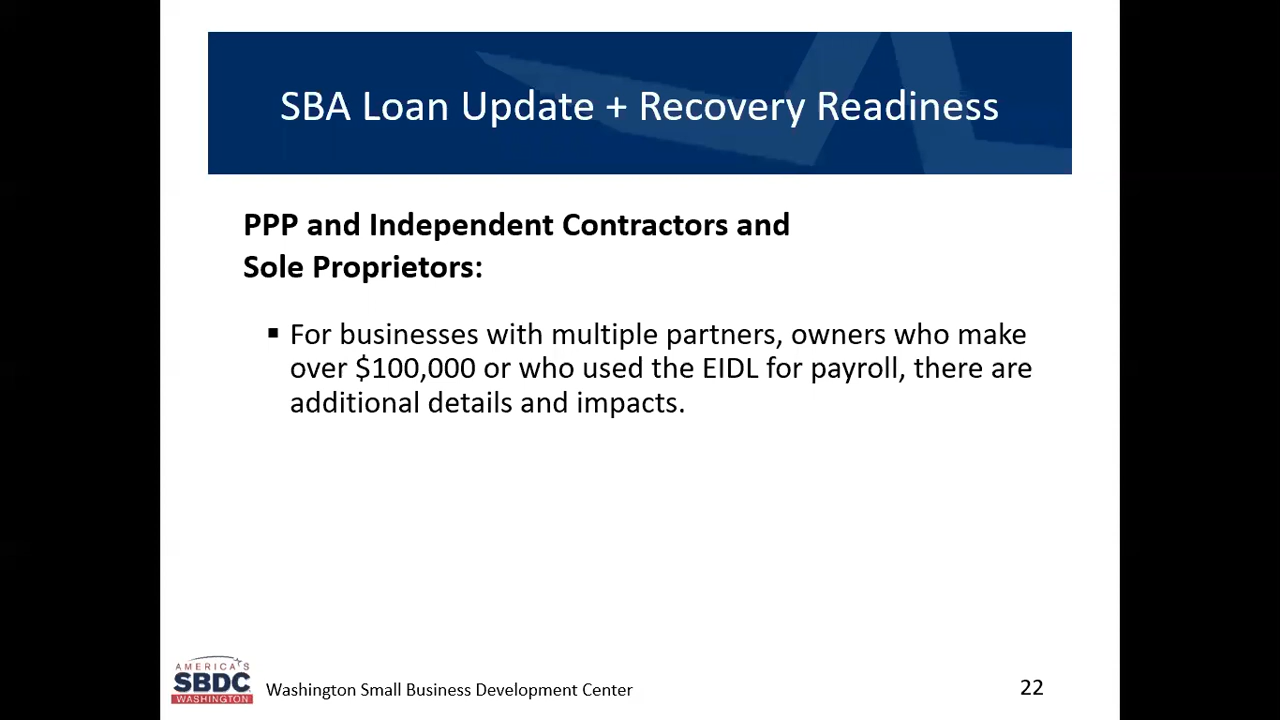 SBA Loan Update + Recovery Readiness
PPP and Independent Contractors and
Sole Proprietors:
▪ For businesses with multiple partners, owners who make
over $100,000 or who used the EIDL for payroll, there are
additional details and impacts.
AMERICA'S
SBDC
WASHINGTON
Washington Small Business Development Center
22